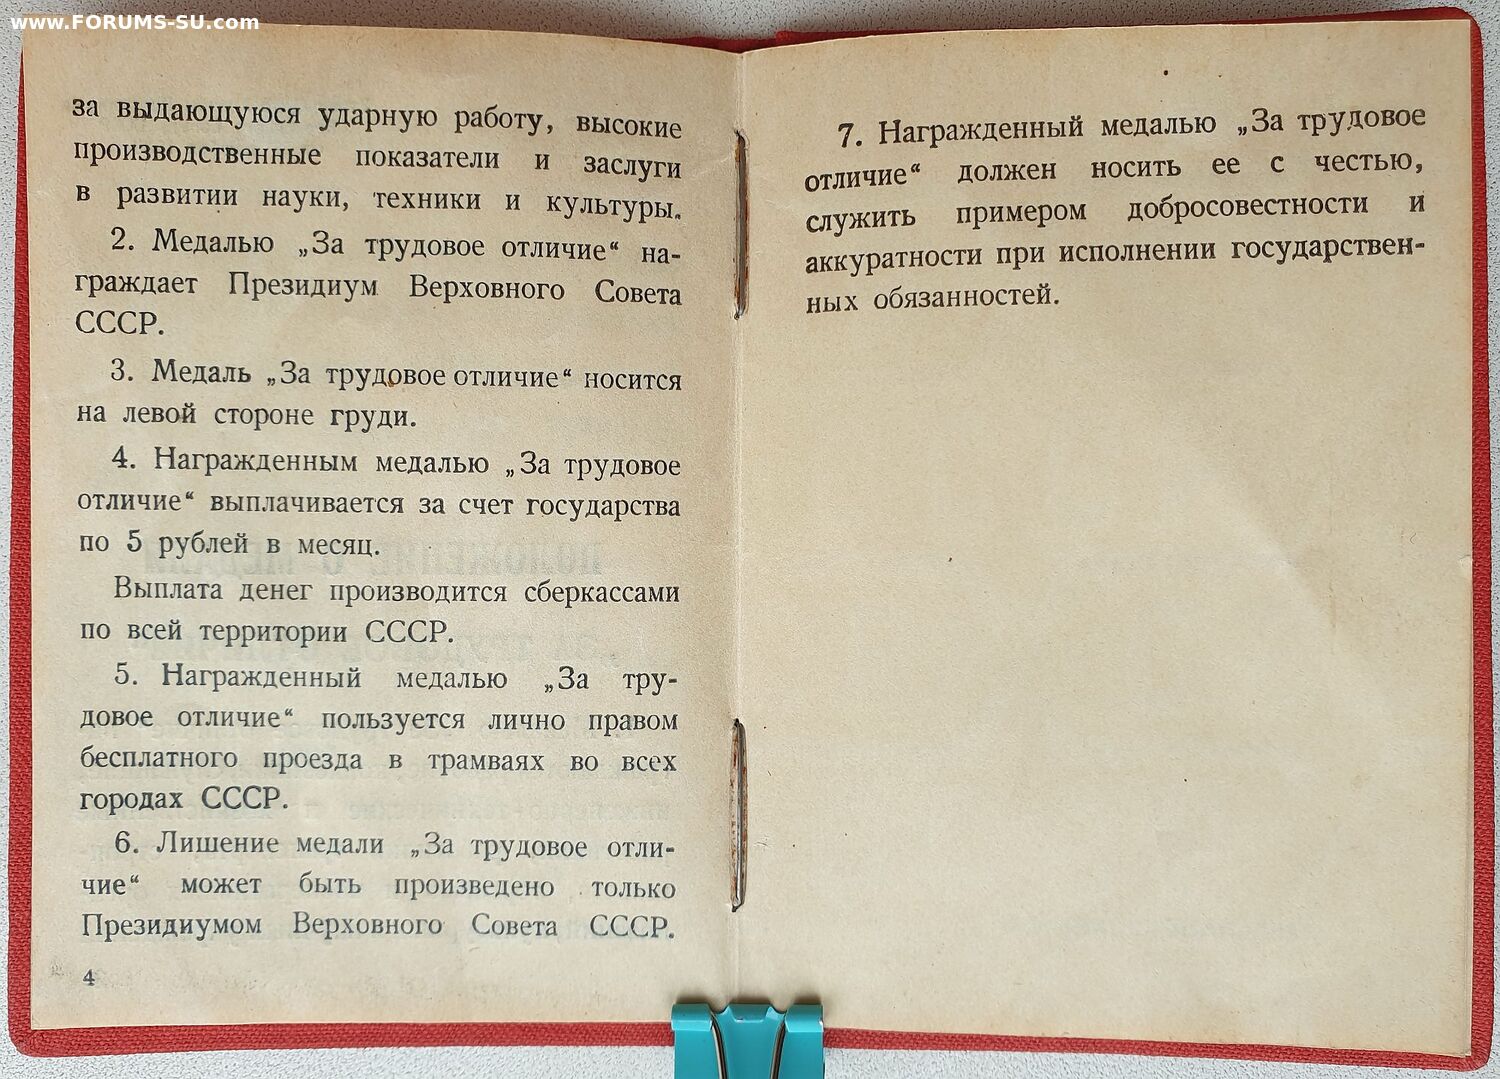 www.FORUMS-SU.com
за выдающуюся ударную работу, высокие
производственные показатели и заслуги
в развитии науки, техники и культуры.
2. Медалью „За трудовое отличие“ на-
граждает Президиум Верховного Совета
СССР.
3. Медаль „За трудовое отличие“ носится
на левой стороне груди.
4. Награжденным медалью „За трудовое
отличие“ выплачивается за счет государства
по 5 рублей в месяц.
Выплата денег производится сберкассами
по всей территории СССР.
5. Награжденный медалью „За тру-
довое отличие“ пользуется лично правом
бесплатного проезда в трамваях во всех
городах СССР.
6. Лишение медали „За трудовое отли-
чие“ может быть произведено только
Президиумом Верховного Совета СССР.
4
7. Награжденный медалью „За трудовое
отличие“ должен носить ее с честью,
служить примером добросовестности и
аккуратности при исполнении государствен-
ных обязанностей.